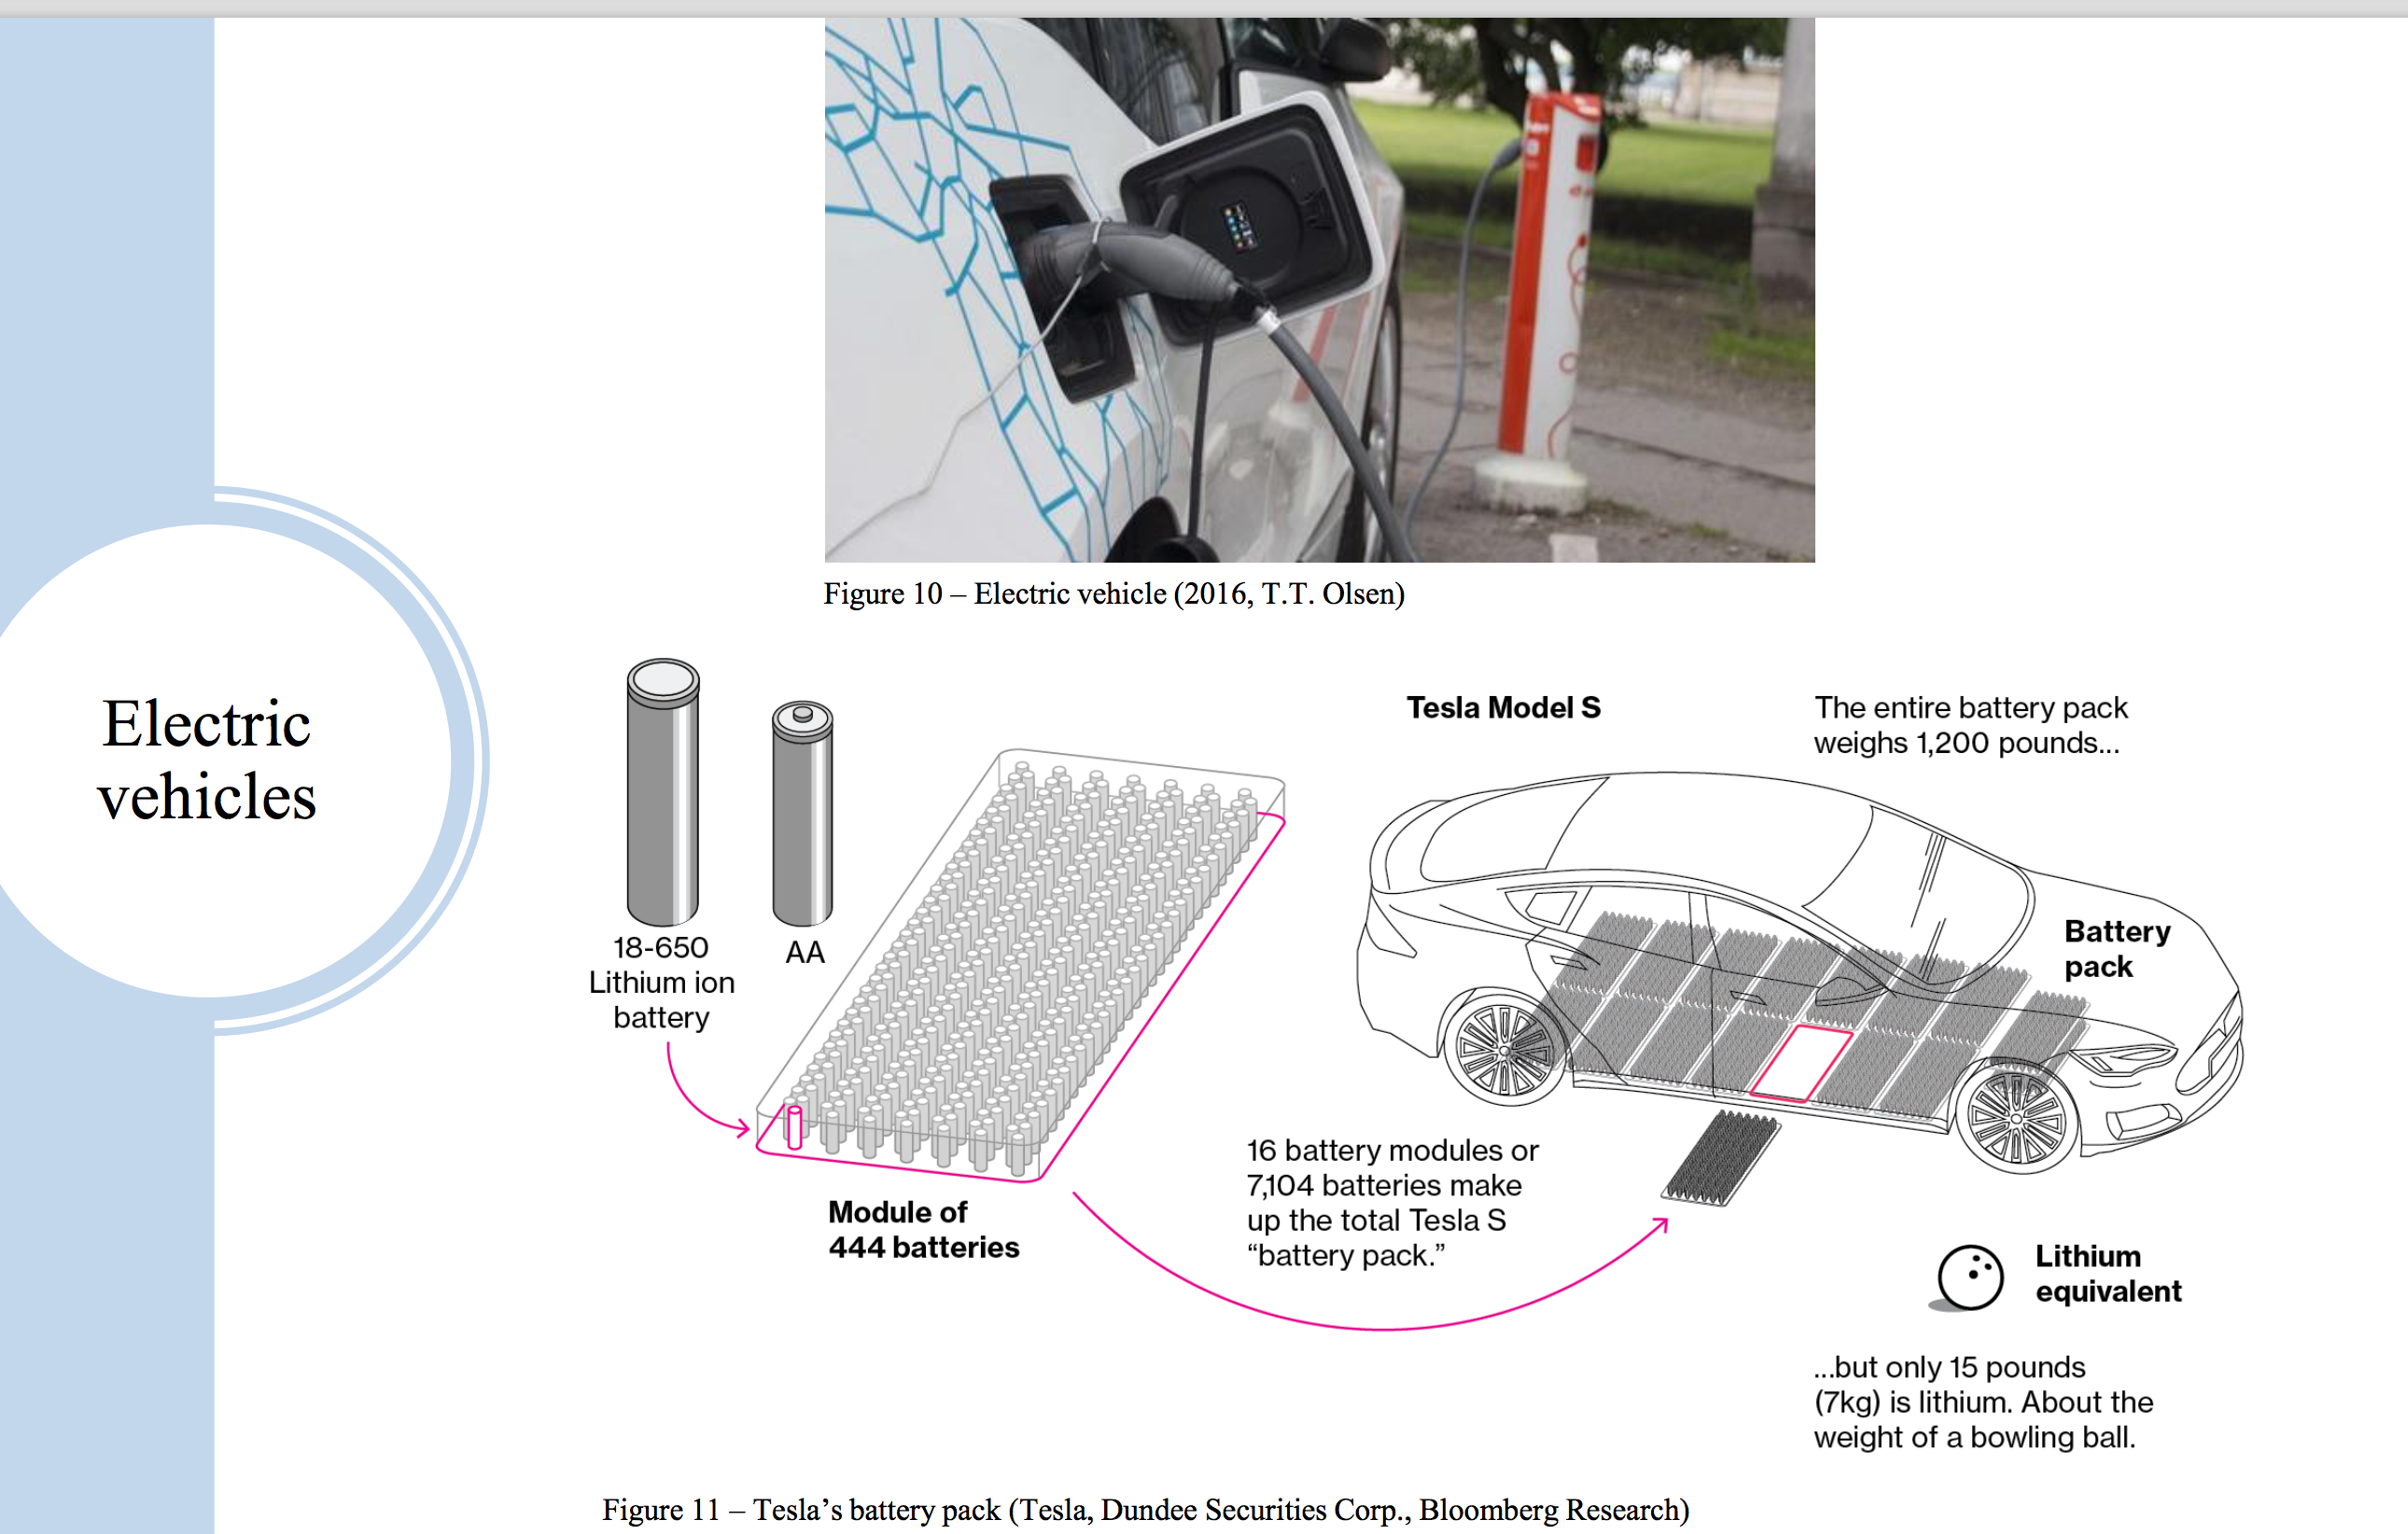 Figure 10 – Electric vehicle (2016, T.T. Olsen)
Electric
vehicles
18-650
Lithium ion
battery
AA
Module of
444 batteries
Tesla Model S
The entire battery pack
weighs 1,200 pounds...
Battery
pack
16 battery modules or
7,104 batteries make
up the total Tesla S
“battery pack.”
Lithium
equivalent
...but only 15 pounds
(7kg) is lithium. About the
weight of a bowling ball.
Figure 11 – Tesla’s battery pack (Tesla, Dundee Securities Corp., Bloomberg Research)